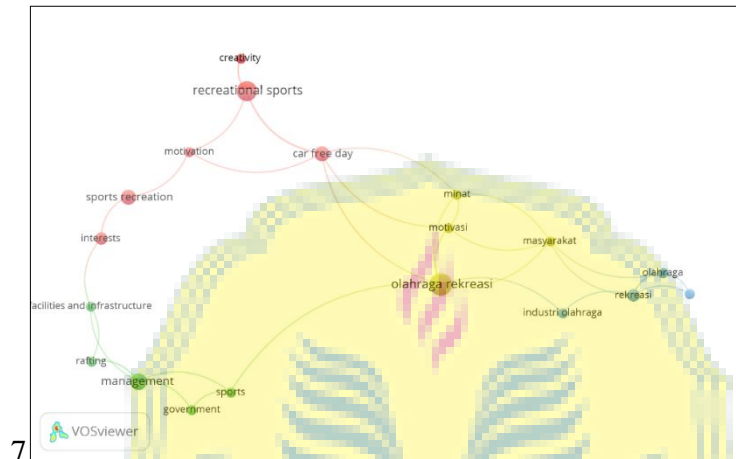 creativity
recreational sports
motivation
car free day
sports recreation
minat
motivasi
interests
masyarakat
olahraga
olahraga rekreasi
rekreasi
facilities and infrastructure
industri olahraga
rafting
management
sports
government
VOSviewer
7